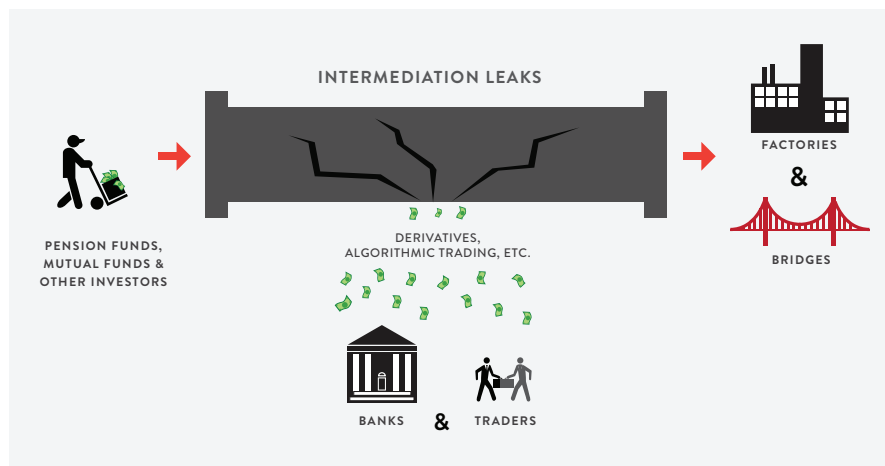 INTERMEDIATION LEAKS
PENSION FUNDS,
MUTUAL FUNDS &
OTHER INVESTORS
DERIVATIVES,
ALGORITHMIC TRADING, ETC.
BANKS
&
TRADERS
FACTORIES
&
BRIDGES